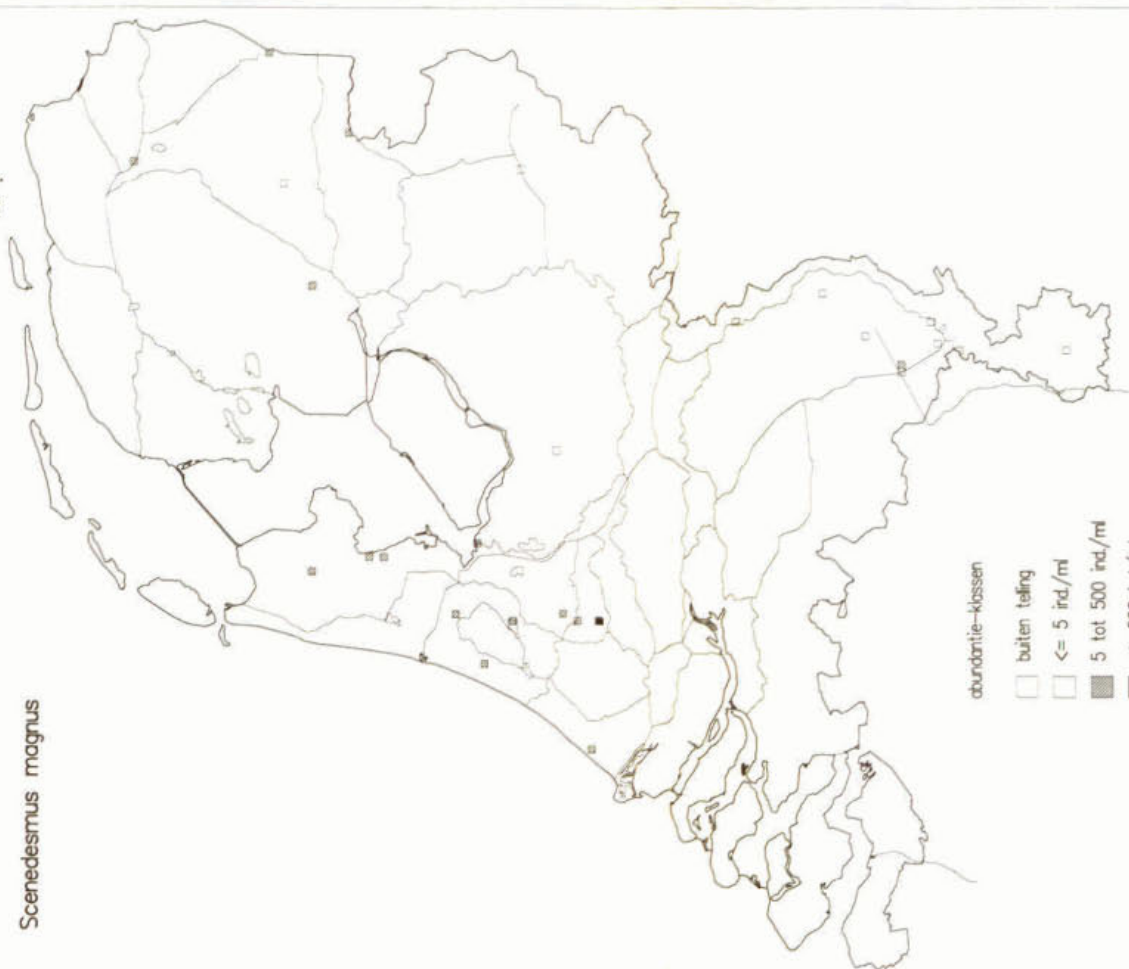 Scenedesmus magnus
abundantie-klassen
buiten telling
<= 5 ind./ml
5 tot 500 ind./ml